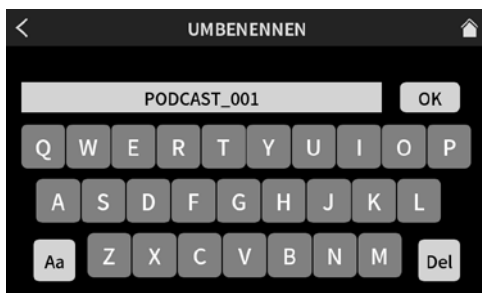 UMBENENNEN
PODCAST_001 OK
Q W E R T Y U I O P
A S D F G H J K L
Aa Z X C V B N M Del